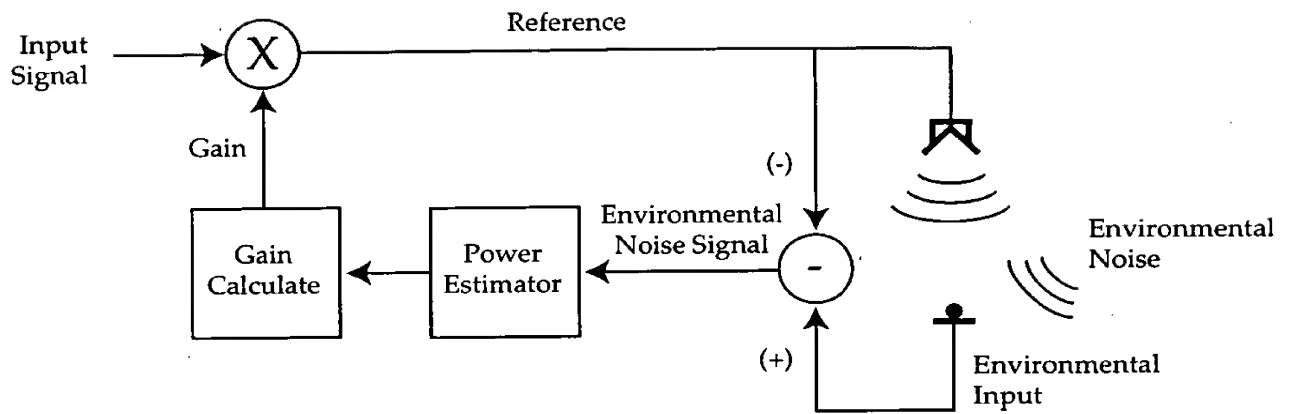 Reference
Input
Signal
X
Gain
(-)
Environmental
Noise Signal
Environmental
Noise
Gain
Calculate
Power
Estimator
-
(+)
Environmental
Input